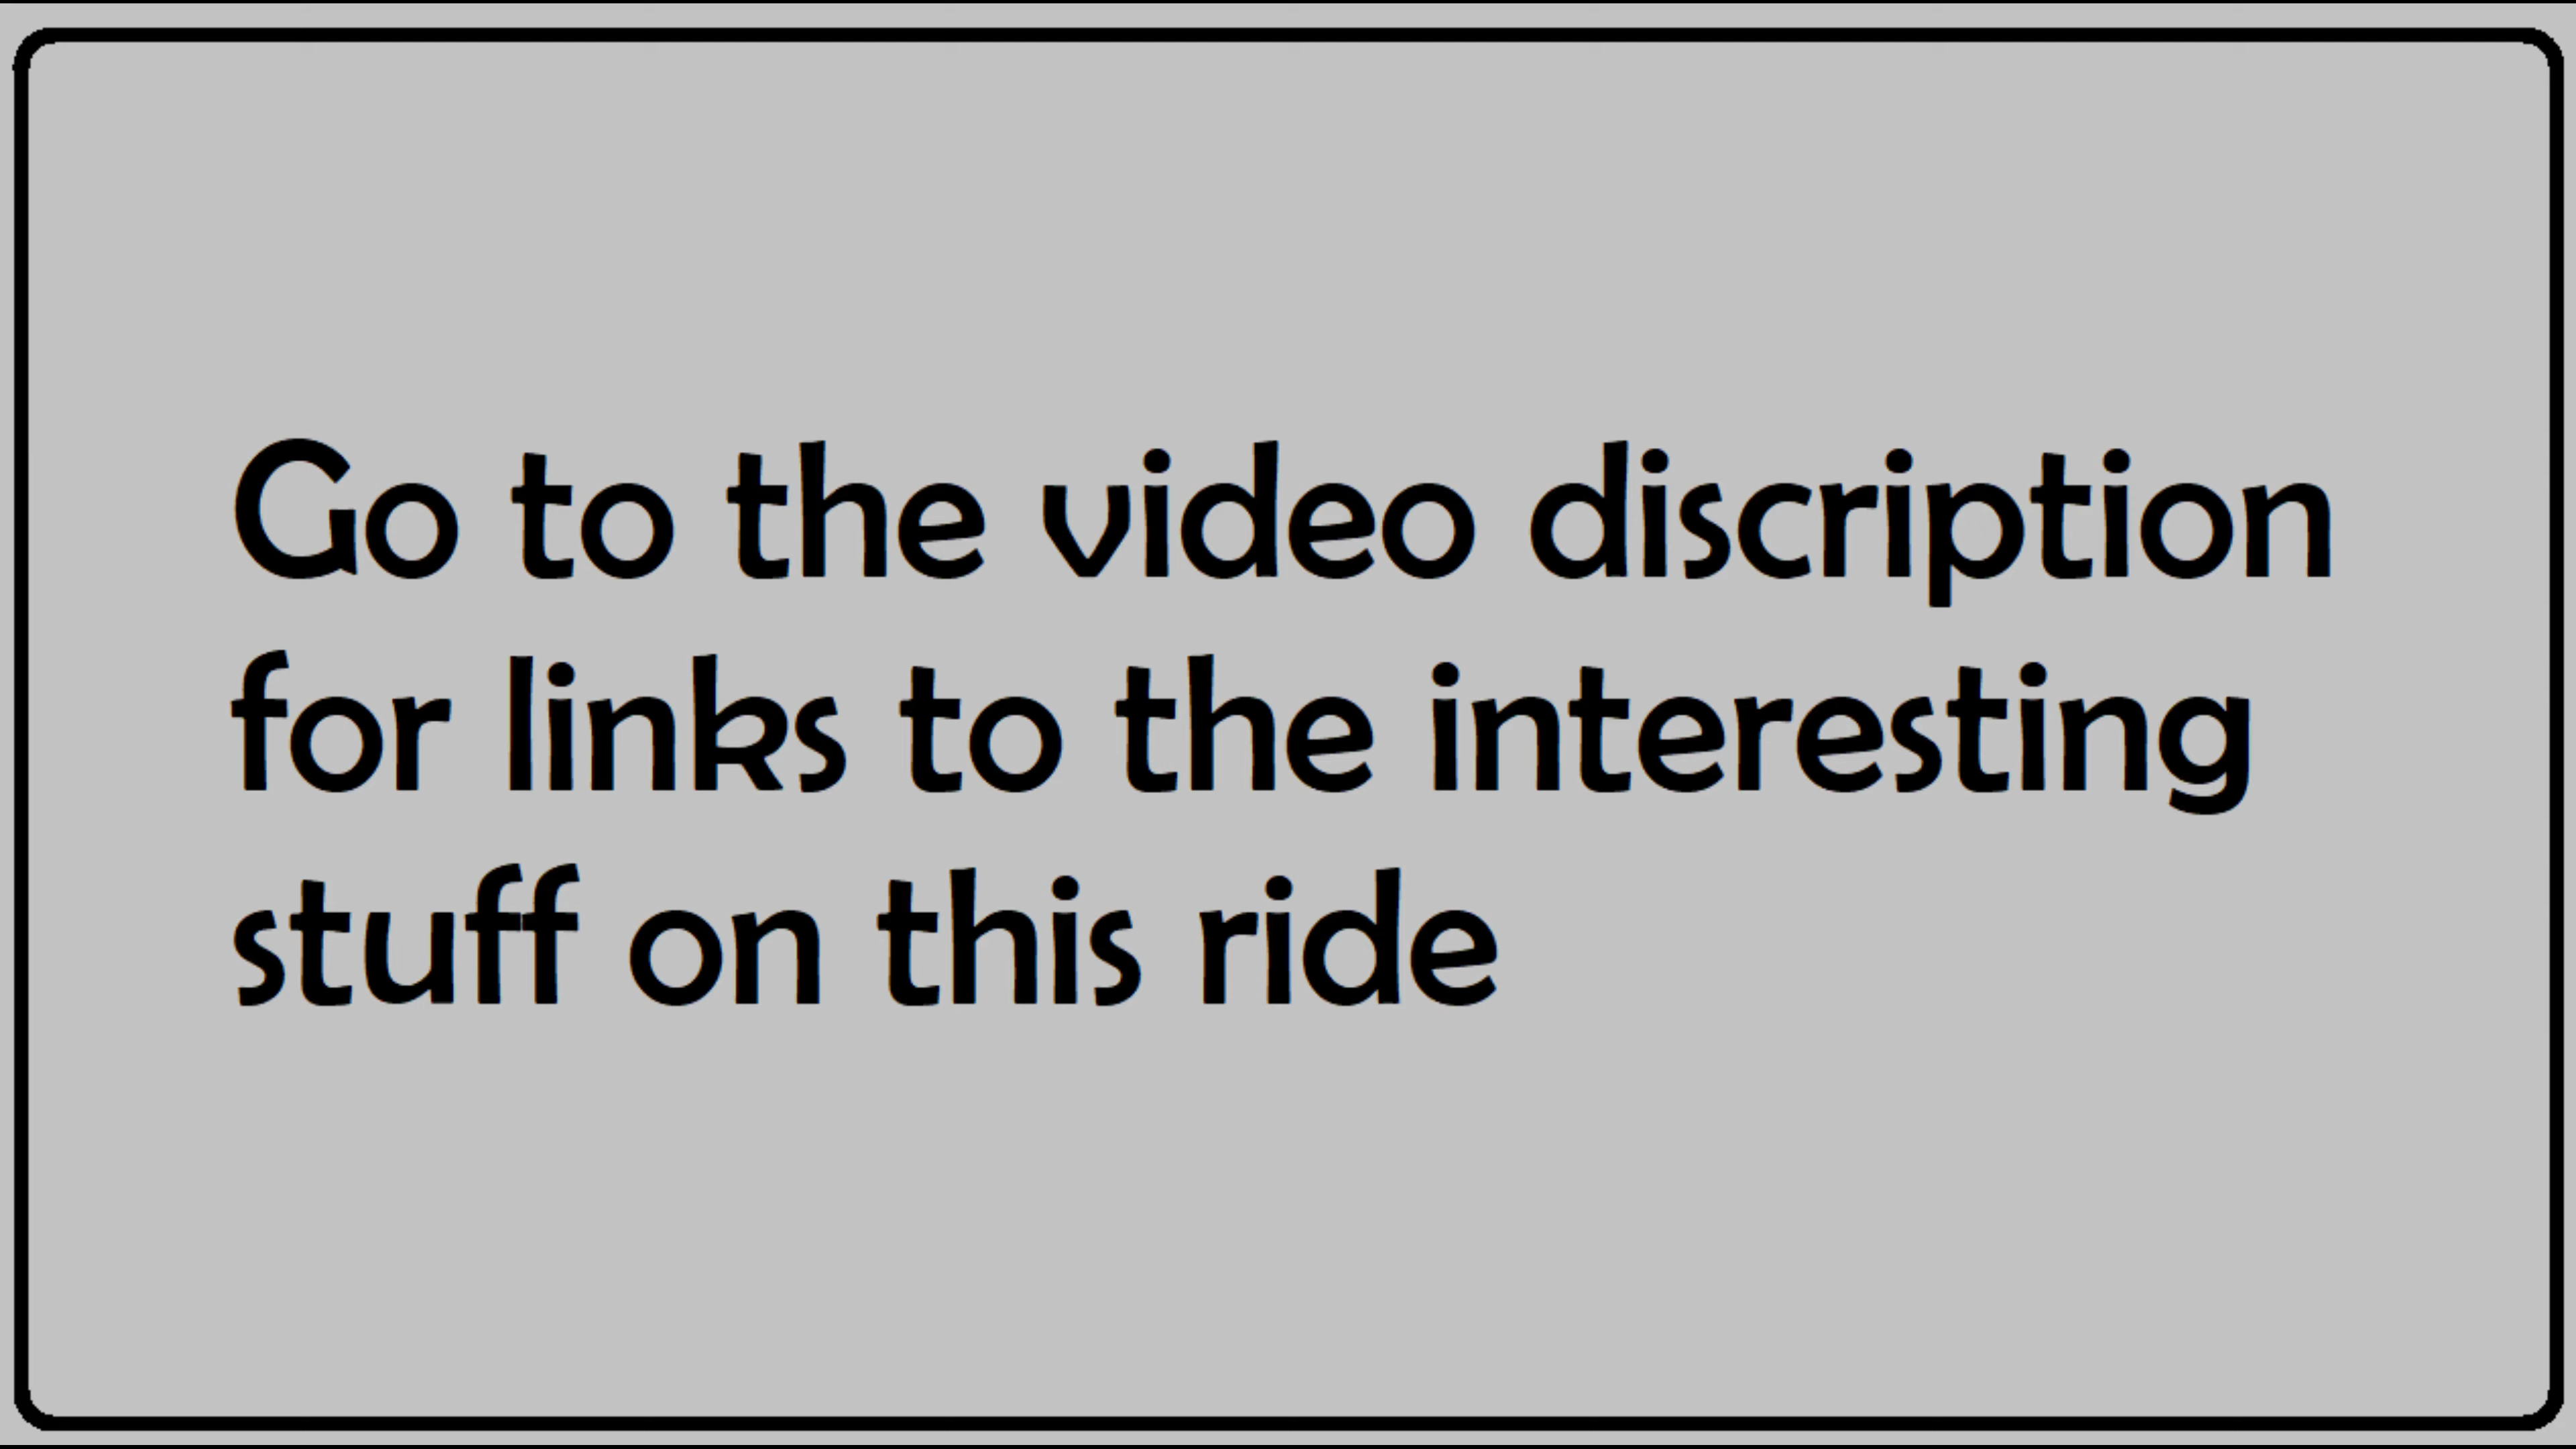 Go to the video discription
for links to the interesting
stuff on this ride